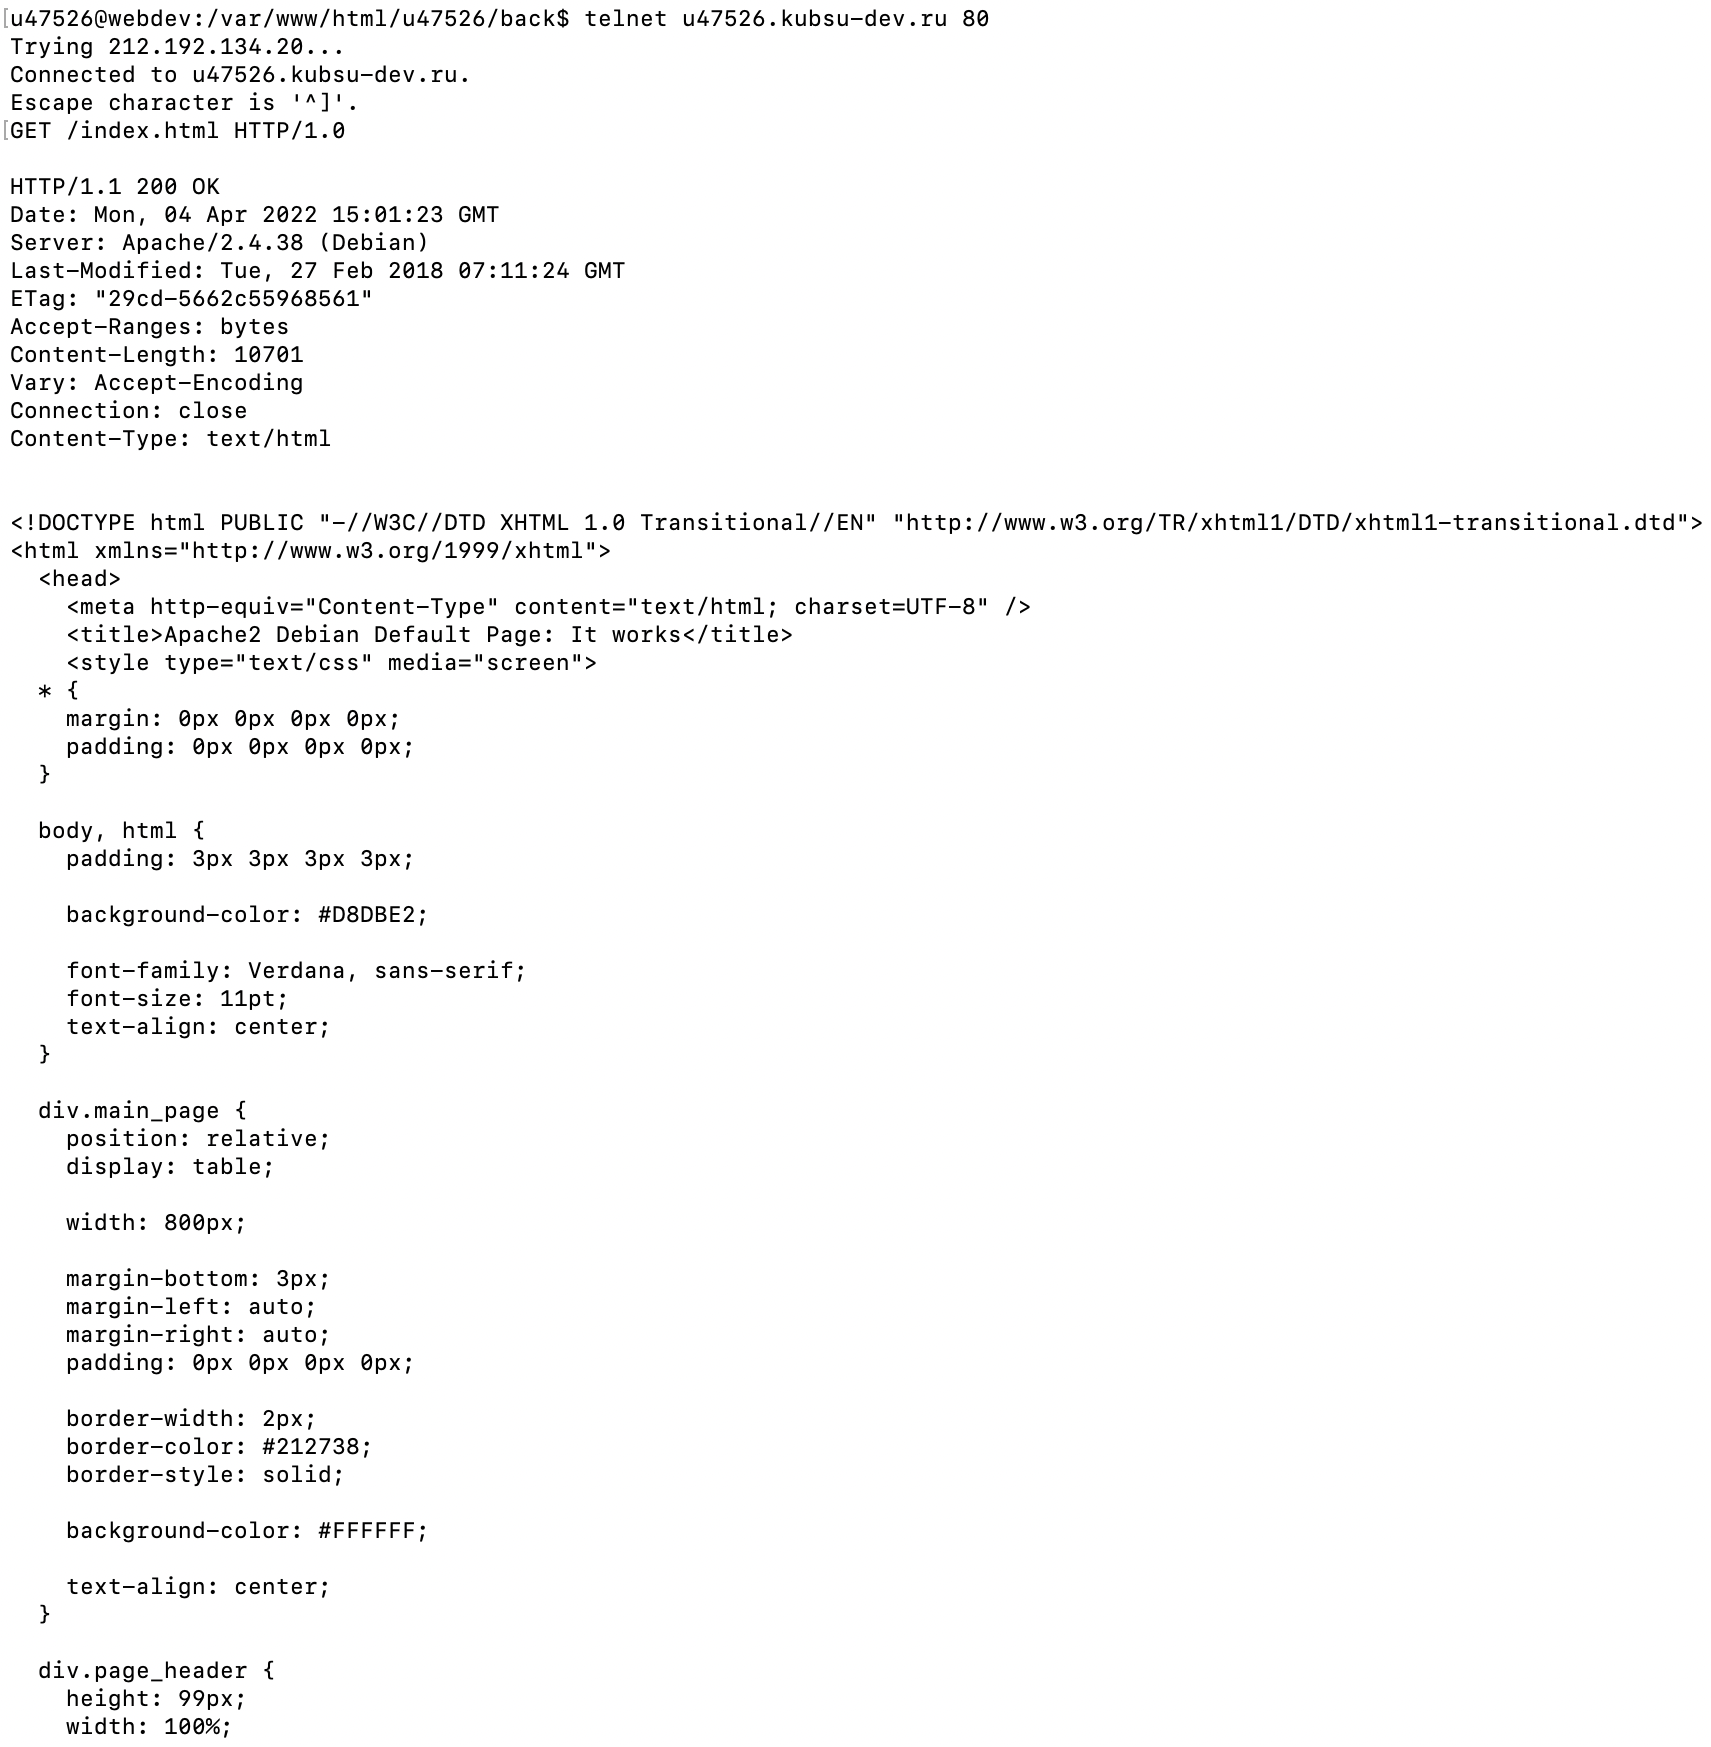 u47526@webdev:/var/www/html/u47526/back$ telnet u47526.kubsu-dev.ru 80
Trying 212.192.134.20...
Connected to u47526.kubsu-dev.ru.
Escape character is '^]'.
GET /index.html HTTP/1.0

HTTP/1.1 200 OK
Date: Mon, 04 Apr 2022 15:01:23 GMT
Server: Apache/2.4.38 (Debian)
Last-Modified: Tue, 27 Feb 2018 07:11:24 GMT
ETag: "29cd-5662c55968561"
Accept-Ranges: bytes
Content-Length: 10701
Vary: Accept-Encoding
Connection: close
Content-Type: text/html


<!DOCTYPE html PUBLIC "-//W3C//DTD XHTML 1.0 Transitional//EN" "http://www.w3.org/TR/xhtml1/DTD/xhtml1-transitional.dtd">
<html xmlns="http://www.w3.org/1999/xhtml">
  <head>
    <meta http-equiv="Content-Type" content="text/html; charset=UTF-8" />
    <title>Apache2 Debian Default Page: It works</title>
    <style type="text/css" media="screen">
  * {
    margin: 0px 0px 0px 0px;
    padding: 0px 0px 0px 0px;
  }

  body, html {
    padding: 3px 3px 3px 3px;

    background-color: #D8DBE2;

    font-family: Verdana, sans-serif;
    font-size: 11pt;
    text-align: center;
  }

  div.main_page {
    position: relative;
    display: table;

    width: 800px;

    margin-bottom: 3px;
    margin-left: auto;
    margin-right: auto;
    padding: 0px 0px 0px 0px;

    border-width: 2px;
    border-color: #212738;
    border-style: solid;

    background-color: #FFFFFF;

    text-align: center;
  }

  div.page_header {
    height: 99px;
    width: 100%;